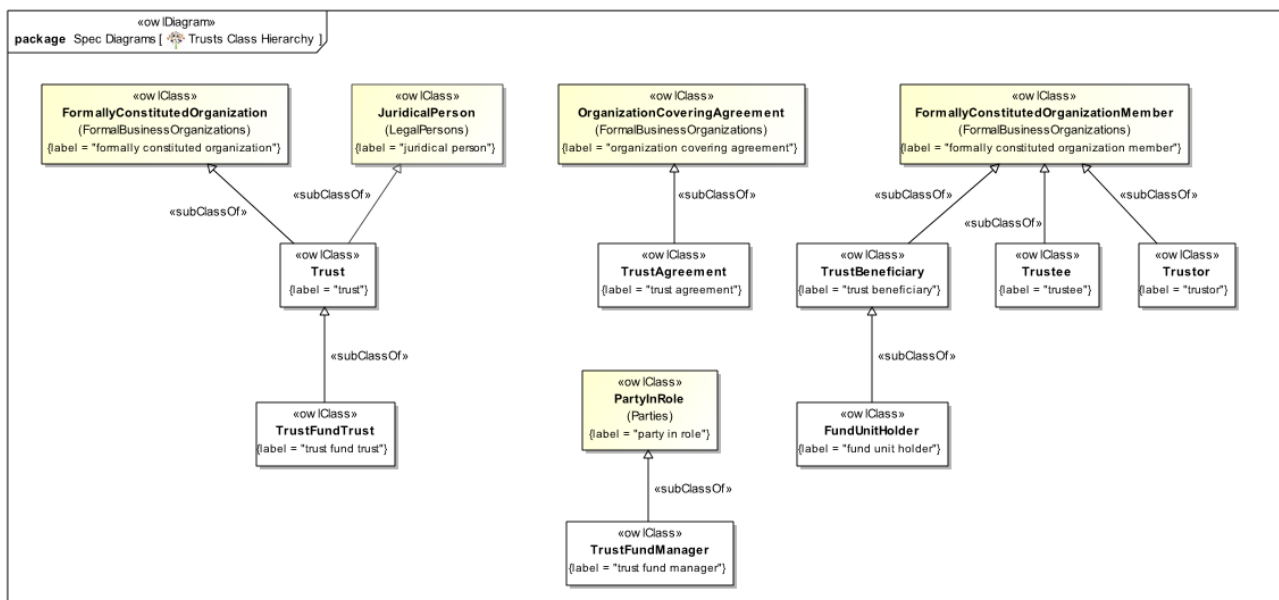 «owlDiagram»
package Spec Diagrams [ Trusts Class Hierarchy ]
«owlClass»
FormallyConstitutedOrganization
(FormalBusinessOrganizations)
{label = "formally constituted organization"}
«owlClass»
JuridicalPerson
(LegalPersons)
{label = "juridical person"}
«owlClass»
OrganizationCoveringAgreement
(FormalBusinessOrganizations)
{label = "organization covering agreement"}
«owlClass»
FormallyConstitutedOrganizationMember
(FormalBusinessOrganizations)
{label = "formally constituted organization member"}
«subClassOf»
«subClassOf»
«subClassOf»
«subClassOf»
«subClassOf»
«subClassOf»
«owlClass»
Trust
{label = "trust"}
«owlClass»
TrustAgreement
{label = "trust agreement"}
«owlClass»
TrustBeneficiary
{label = "trust beneficiary"}
«owlClass»
Trustee
{label = "trustee"}
«owlClass»
Trustor
{label = "trustor"}
«subClassOf»
«subClassOf»
«owlClass»
PartyInRole
(Parties)
{label = "party in role"}
«owlClass»
TrustFundTrust
{label = "trust fund trust"}
«owlClass»
FundUnitHolder
{label = "fund unit holder"}
«subClassOf»
«owlClass»
TrustFundManager
{label = "trust fund manager"}